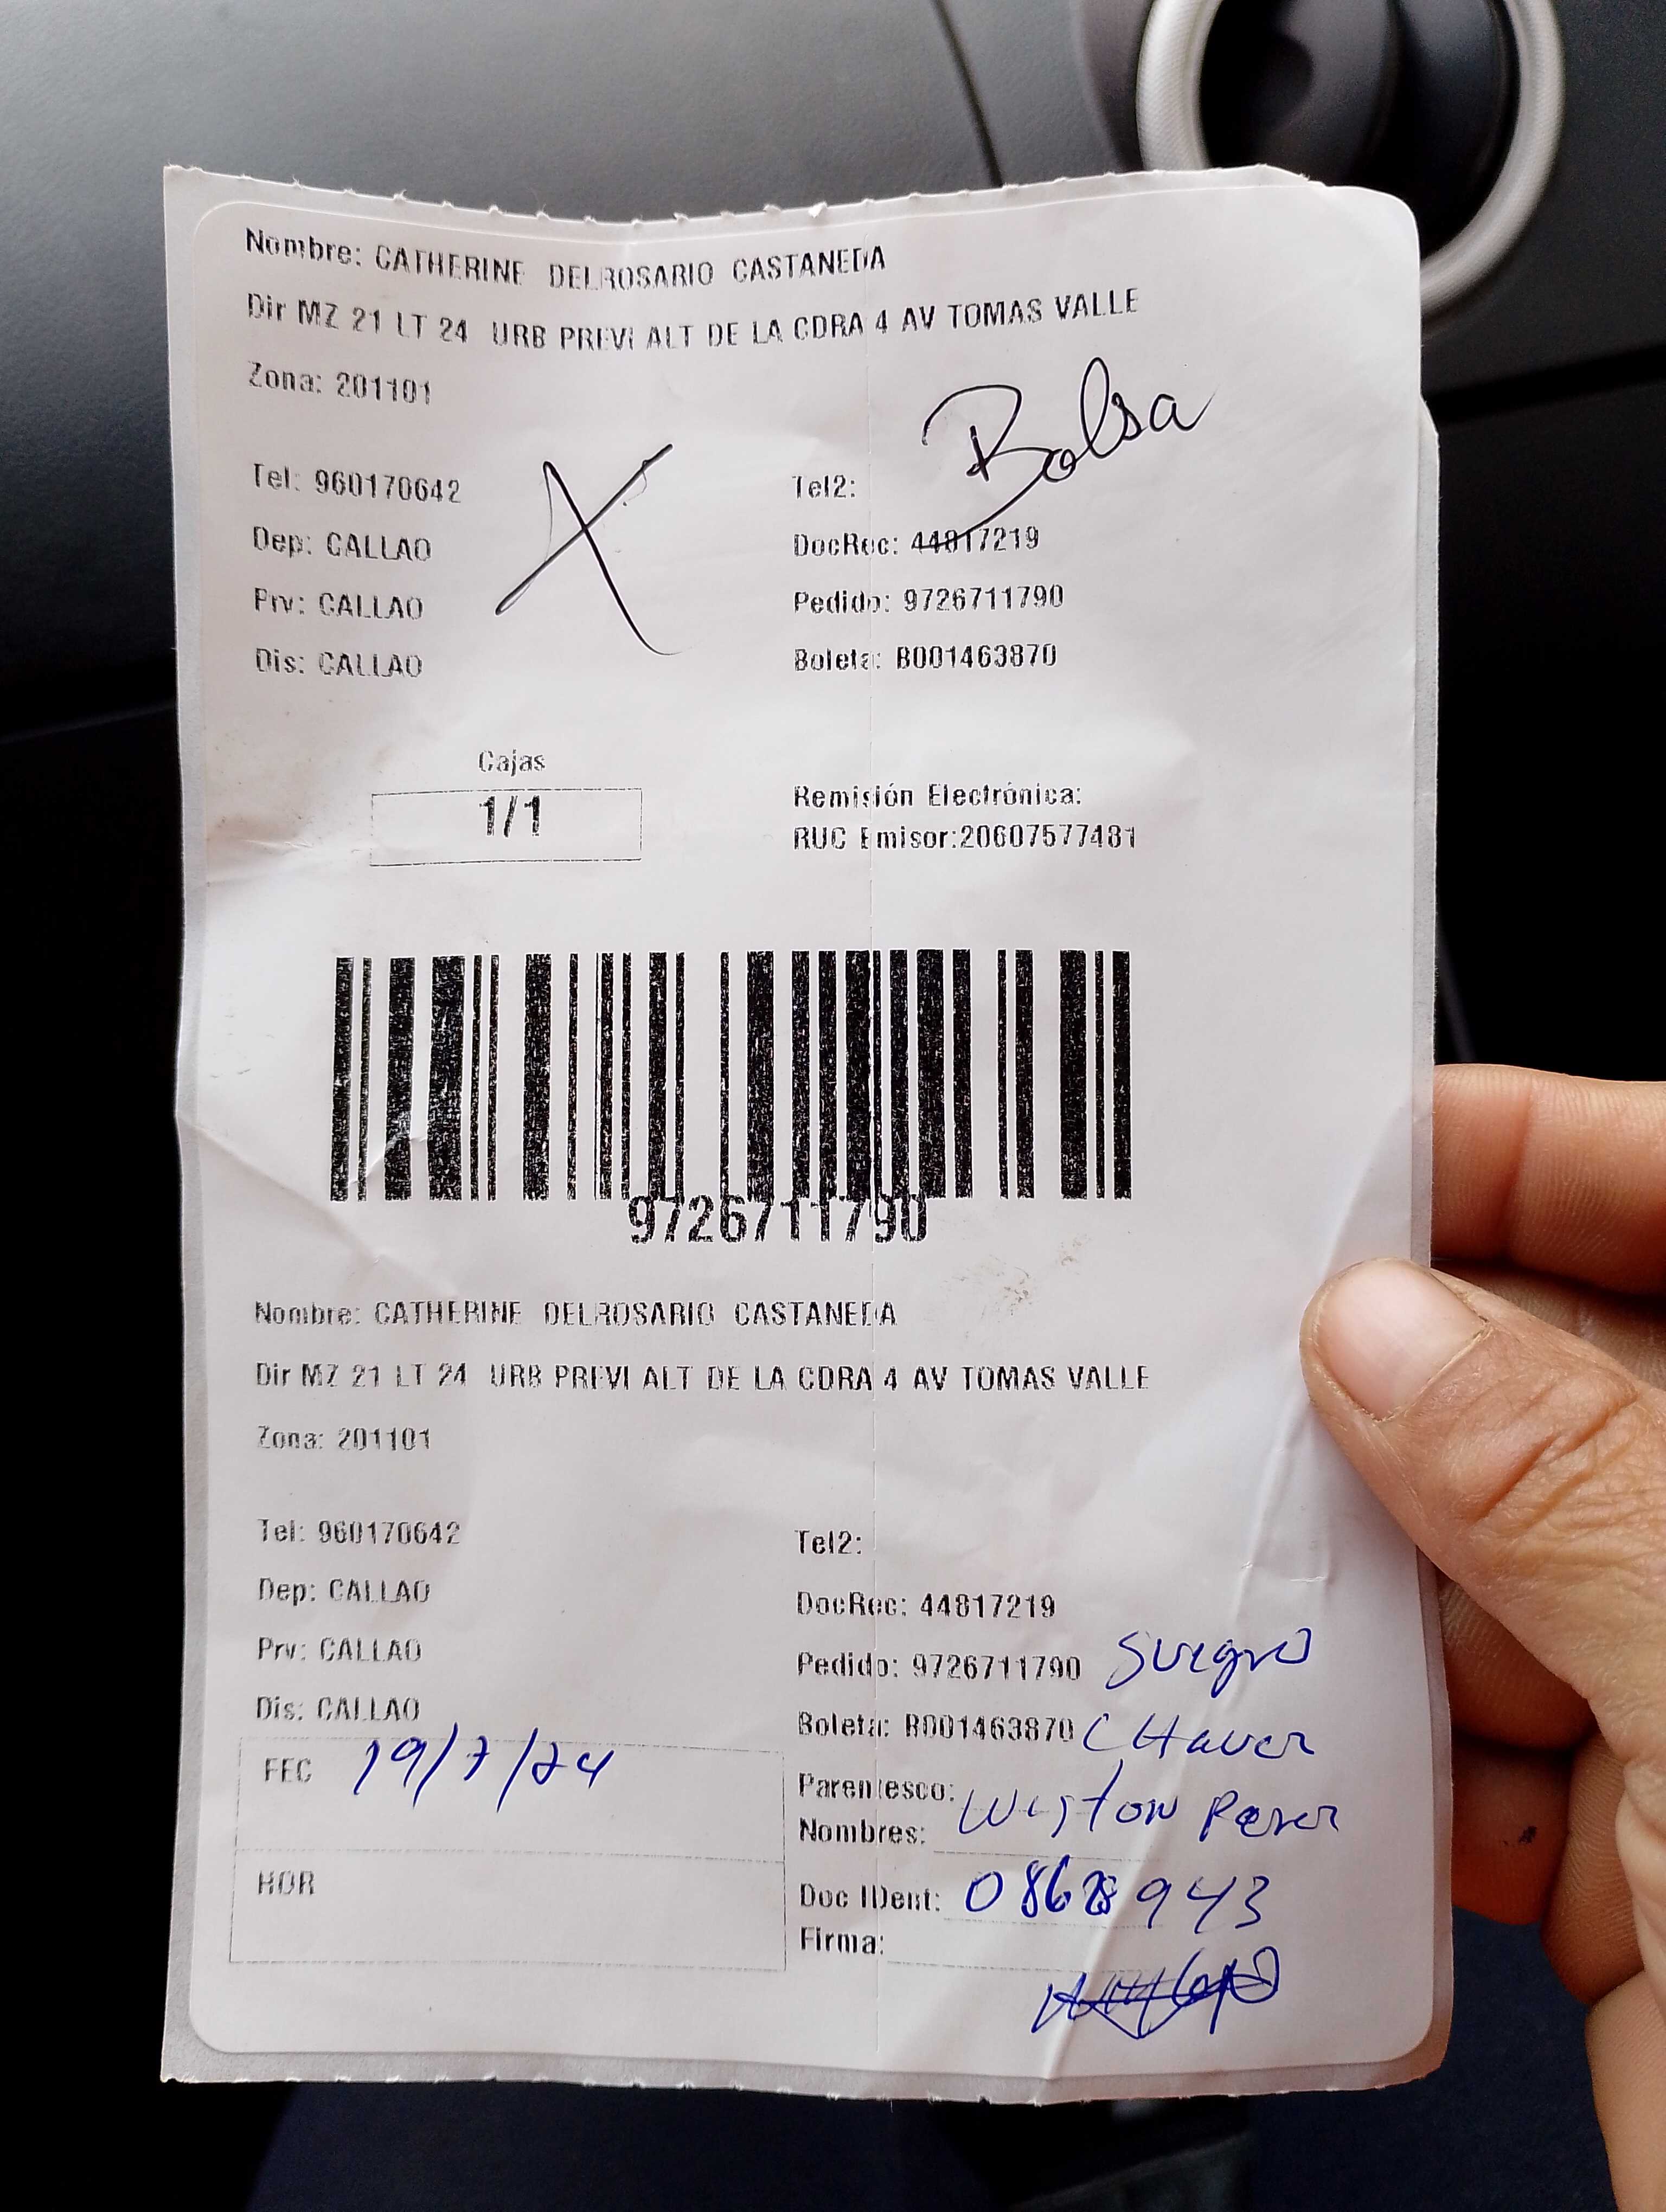 Nombre: CATHERINE DELROSARIO CASTANEDA
Dir MZ 21 LT 24 URB PREVI ALT DE LA CDRA 4 AV TOMAS VALLE
Zona: 201101
Bolsa
Tel: 960170642 X Tel2:
Dep: CALLAO DocRec: 44817219
Prv: CALLAO Pedido: 9726711790
Dis: CALLAO Boleta: B001463870
Cajas
1/1
Remisión Electrónica:
RUC Emisor:20607577481
9726711790
Nombre: CATHERINE DELROSARIO CASTANEDA
Dir MZ 21 LT 24 URB PREVI ALT DE LA CDRA 4 AV TOMAS VALLE
Zona: 201101
Tel: 960170642 Tel2:
Dep: CALLAO DocRec: 44817219
Prv: CALLAO Pedido: 9726711790 Suegro
Dis: CALLAO Boleta: B001463870
FEC 19/7/24
Parentesco:
Nombres: Wiston
HOR
Doc IDent: 08628943
Firma: